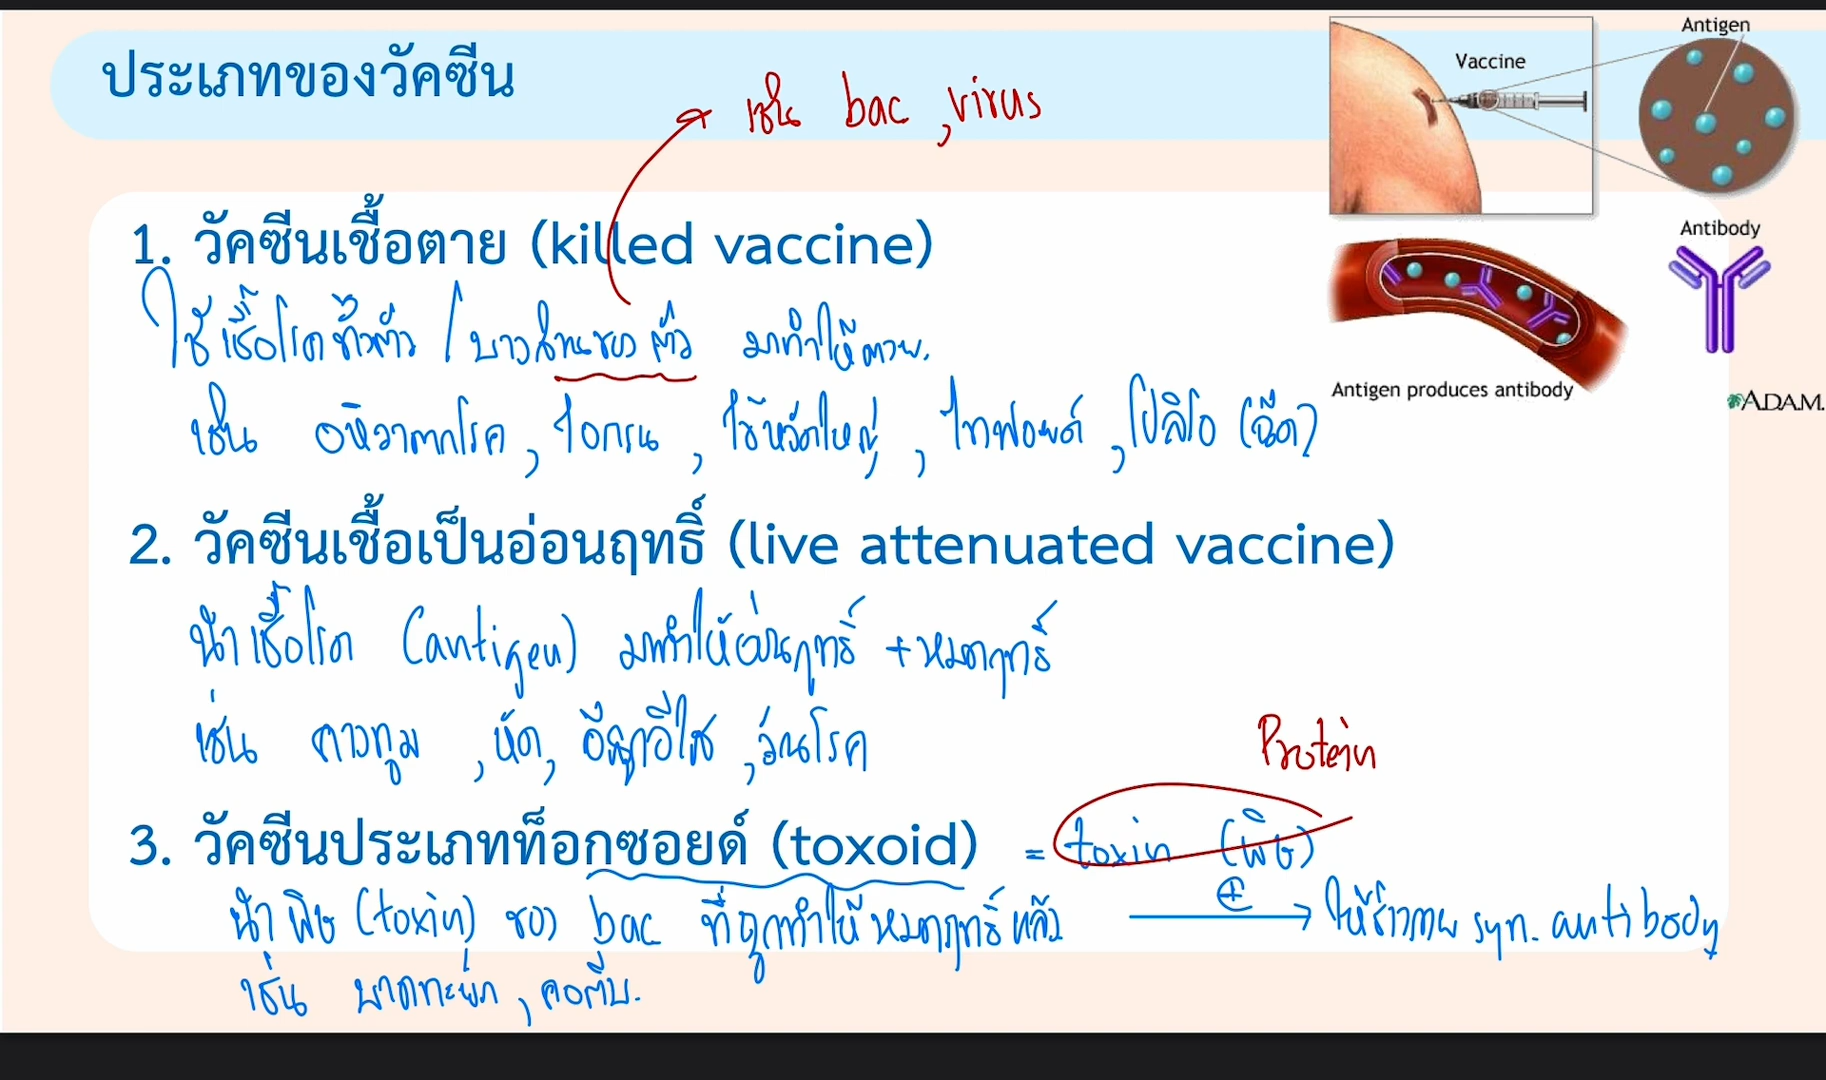 ประเภทของวัคซีน
เช่น bac , virus
Vaccine
Antigen
Antibody
Antigen produces antibody
ADAM.
1. วัคซีนเชื้อตาย (killed vaccine)
ใช้เชื้อโรคทั้งตัว / บางส่วนของตัว มาทำให้ตาย.
เช่น อหิวาตกโรค , ไอกรน , ไข้หวัดใหญ่ , ไทฟอยด์ , โปลิโอ (ฉีด)
2. วัคซีนเชื้อเป็นอ่อนฤทธิ์ (live attenuated vaccine)
นำเชื้อโรค (antigen) มาทำให้อ่อนฤทธิ์ + หมดฤทธิ์
เช่น คางทูม , หัด , อีสุกอีใส , วัณโรค
Protein
3. วัคซีนประเภทท็อกซอยด์ (toxoid) = toxin (พิษ)
นำพิษ (toxin) ของ bac ที่ถูกทำให้หมดฤทธิ์แล้ว ⊕ → ให้ร่างกาย syn. antibody
เช่น บาดทะยัก , คอตีบ.